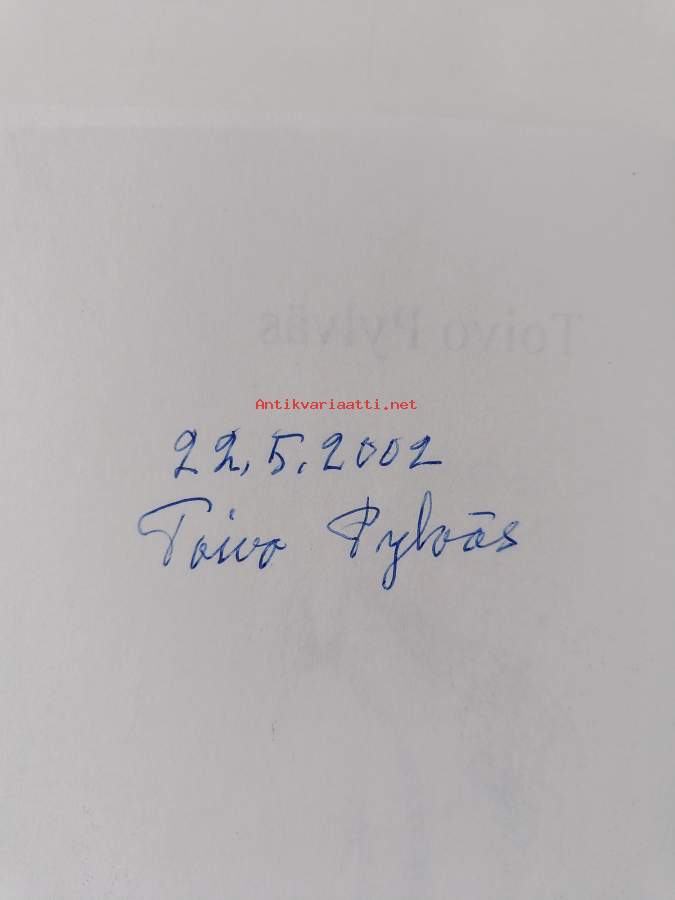 Toivo Pylväs
Antikvariaatti.net
22.5.2002
Toivo Pylväs